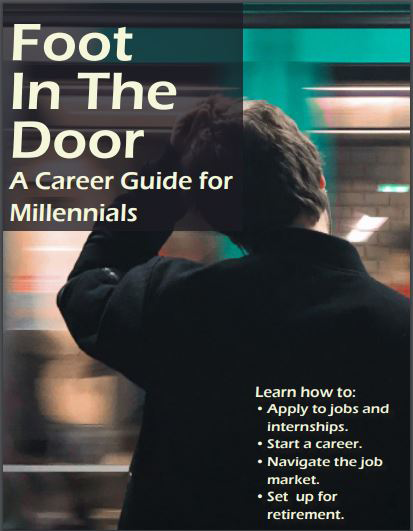 Foot
In The
Door
A Career Guide for
Millennials
Learn how to:
• Apply to jobs and
internships.
• Start a career.
• Navigate the job
market.
• Set up for
retirement.